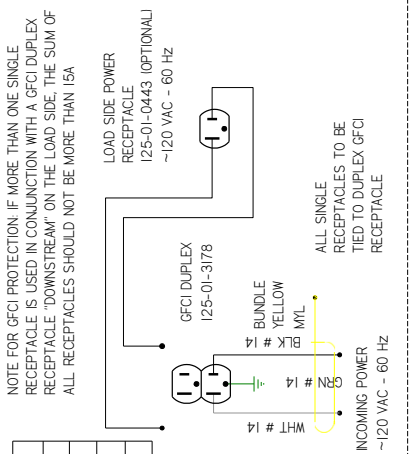 NOTE FOR GFCI PROTECTION: IF MORE THAN ONE SINGLE
RECEPTACLE IS USED IN CONJUNCTION WITH A GFCI DUPLEX
RECEPTACLE "DOWNSTREAM" ON THE LOAD SIDE, THE SUM OF
ALL RECEPTACLES SHOULD NOT BE MORE THAN 15A
LOAD SIDE POWER
RECEPTACLE
125-01-0443 (OPTIONAL)
~120 VAC - 60 Hz
GFCI DUPLEX
125-01-3178
BUNDLE
YELLOW
MYL
BLK # 14
GRN # 14
WHT # 14
ALL SINGLE
RECEPTACLES TO BE
TIED TO DUPLEX GFCI
RECEPTACLE
INCOMING POWER
~120 VAC - 60 Hz